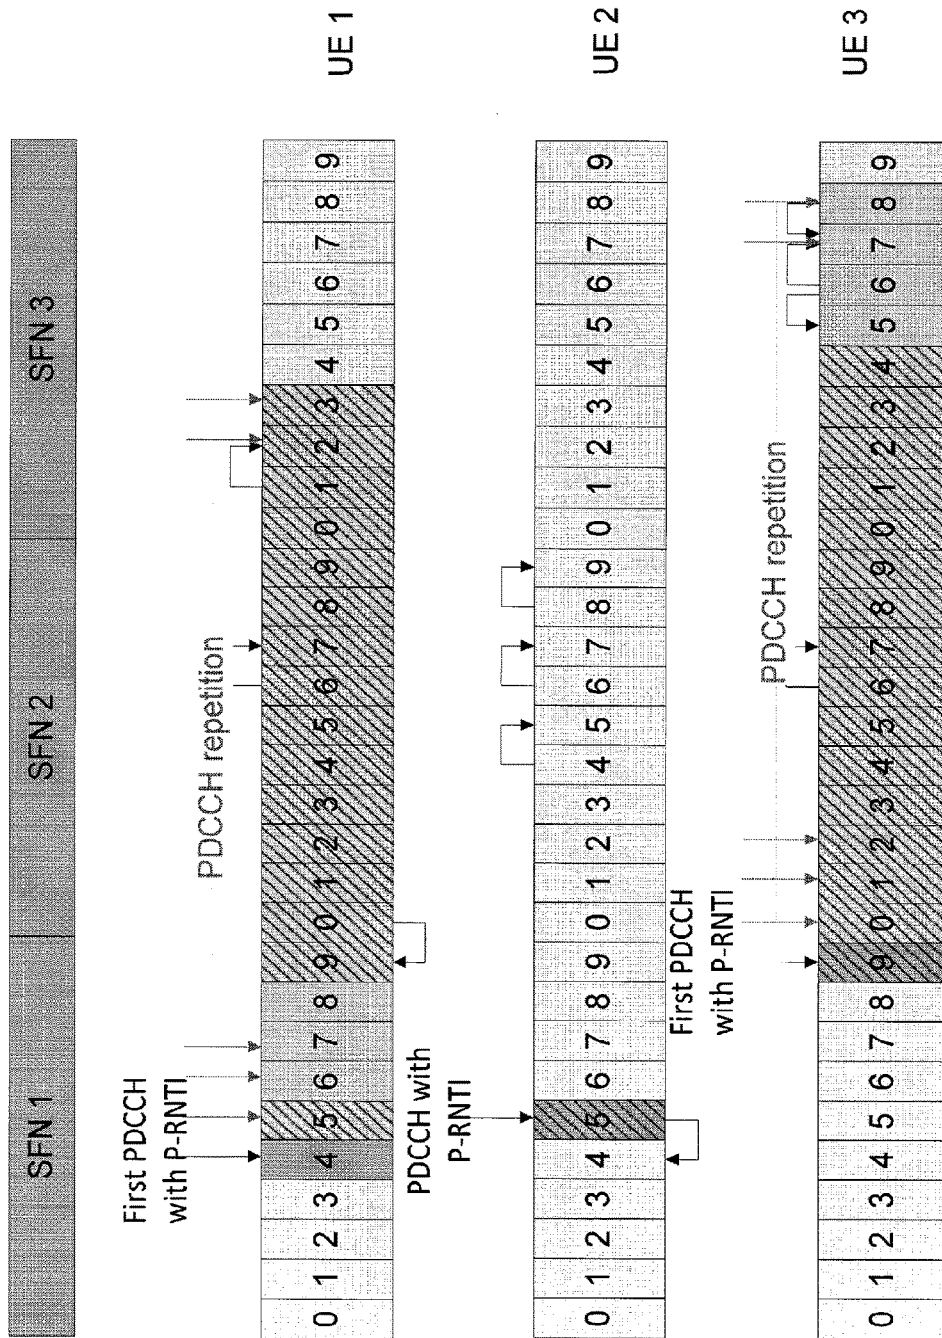 SFN 1 SFN 2 SFN 3
First PDCCH
with P-RNTI
PDCCH repetition
0 1 2 3 4 5 6 7 8 9 0 1 2 3 4 5 6 7 8 9 0 1 2 3 4 5 6 7 8 9
UE 1
PDCCH with
P-RNTI
0 1 2 3 4 5 6 7 8 9 0 1 2 3 4 5 6 7 8 9 0 1 2 3 4 5 6 7 8 9
UE 2
First PDCCH
with P-RNTI
PDCCH repetition
0 1 2 3 4 5 6 7 8 9 0 1 2 3 4 5 6 7 8 9 0 1 2 3 4 5 6 7 8 9
UE 3